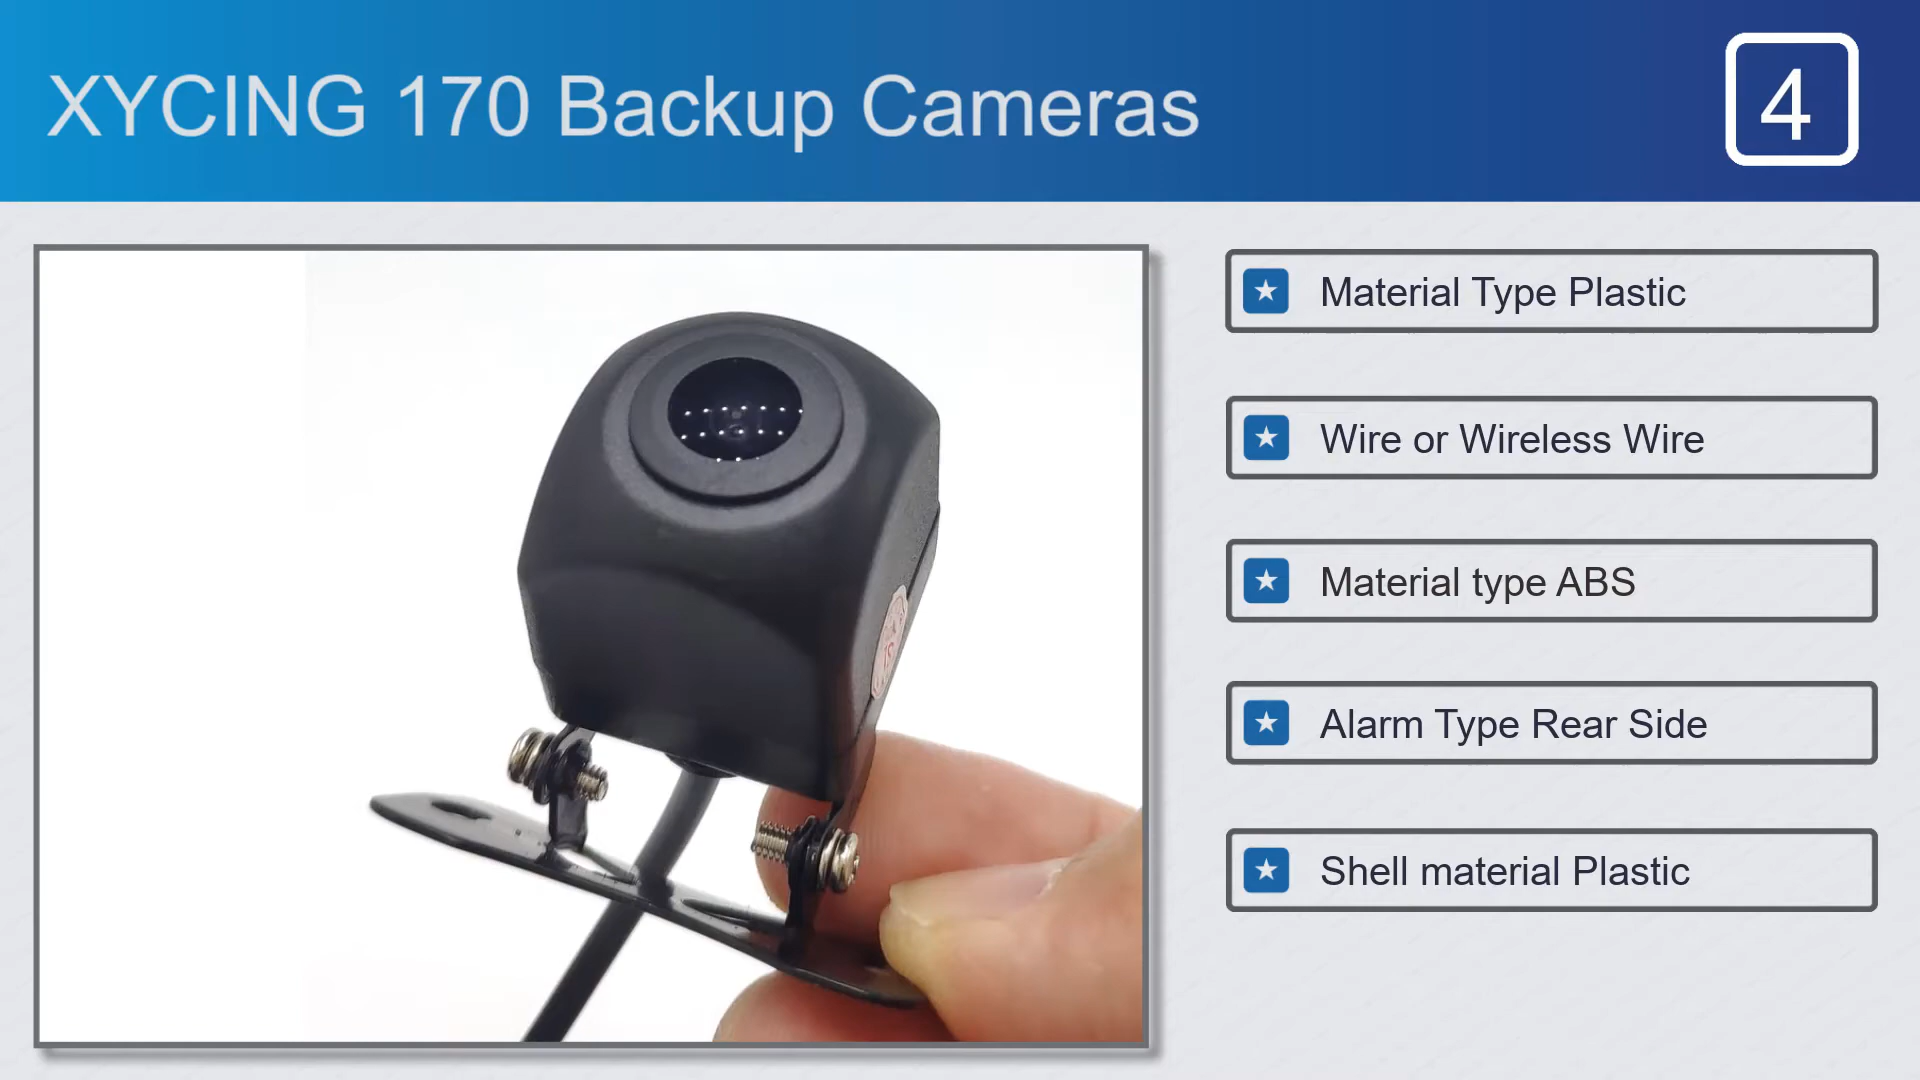 XYCING 170 Backup Cameras
4
Material Type Plastic
Wire or Wireless Wire
Material type ABS
Alarm Type Rear Side
Shell material Plastic